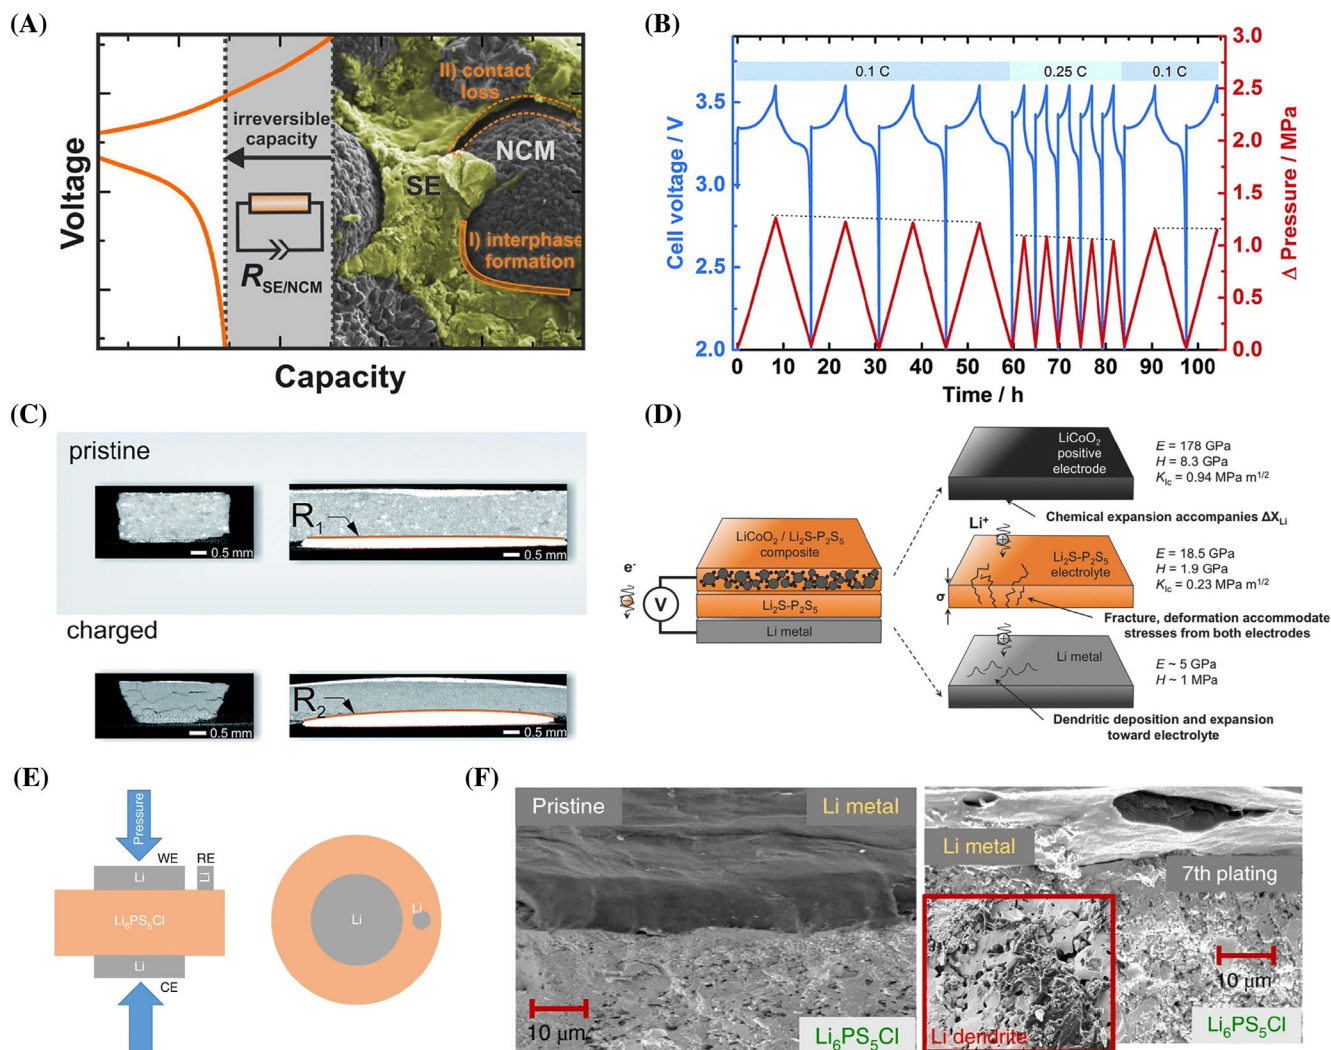 (A)
Voltage
Capacity
irreversible
capacity
R SE/NCM
II) contact
loss
NCM
SE
I) interphase
formation
(B)
Cell voltage / V
3.5
3.0
2.5
2.0
0.1 C
0.25 C
0.1 C
3.0
2.5
2.0
1.5
1.0
0.5
0.0
Δ Pressure / MPa
0 10 20 30 40 50 60 70 80 90 100
Time / h
(C)
pristine
0.5 mm
R₁
0.5 mm
charged
0.5 mm
R₂
0.5 mm
(D)
e⁻
V
LiCoO₂ / Li₂S-P₂S₅
composite
Li₂S-P₂S₅
Li metal
LiCoO₂
positive
electrode
E = 178 GPa
H = 8.3 GPa
K_Ic = 0.94 MPa m^1/2
Chemical expansion accompanies ΔX_Li
Li⁺
Li₂S-P₂S₅
electrolyte
σ
E = 18.5 GPa
H = 1.9 GPa
K_Ic = 0.23 MPa m^1/2
Fracture, deformation accommodate
stresses from both electrodes
Li metal
E ~ 5 GPa
H ~ 1 MPa
Dendritic deposition and expansion
toward electrolyte
(E)
Pressure
WE
RE
Li
Li
Li₆PS₅Cl
Li
CE
Li
Li
(F)
Pristine
Li metal
10 μm
Li₆PS₅Cl
Li metal
7th plating
10 μm
Li dendrite
Li₆PS₅Cl